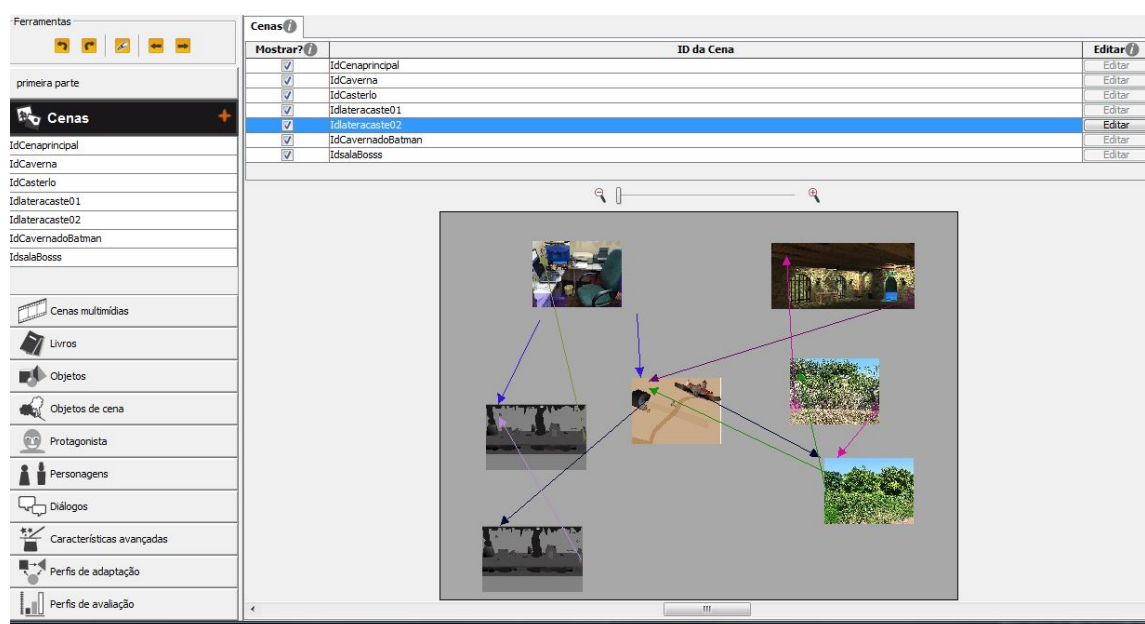 Ferramentas
primeira parte
Cenas
IdCenaprincipal
IdCaverna
IdCasterlo
Idlateracaste01
Idlateracaste02
IdCavernadoBatman
IdsalaBosss
Cenas multimídias
Livros
Objetos
Objetos de cena
Protagonista
Personagens
Diálogos
Características avançadas
Perfis de adaptação
Perfis de avaliação
Cenas
Mostrar? ID da Cena Editar
IdCenaprincipal Editar
IdCaverna Editar
IdCasterlo Editar
Idlateracaste01 Editar
Idlateracaste02 Editar
IdCavernadoBatman Editar
IdsalaBosss Editar